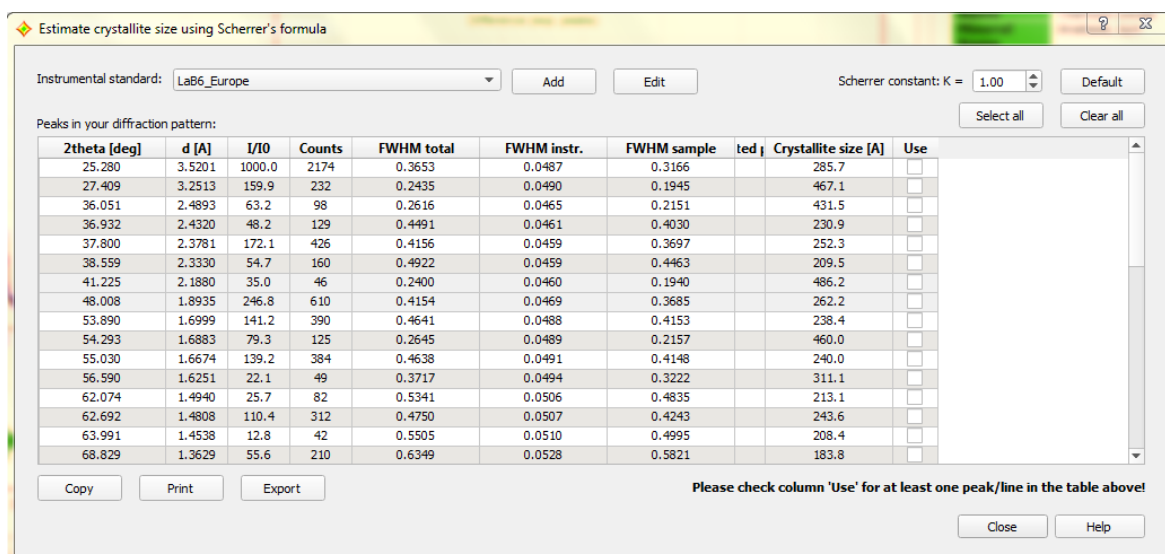 Estimate crystallite size using Scherrer's formula
Instrumental standard: LaB6_Europe Add Edit Scherrer constant: K = 1.00 Default
Select all Clear all
Peaks in your diffraction pattern:
2theta [deg] d [A] I/I0 Counts FWHM total FWHM instr. FWHM sample ted Crystallite size [A] Use
25.280 3.5201 1000.0 2174 0.3653 0.0487 0.3166 285.7
27.409 3.2513 159.9 232 0.2435 0.0490 0.1945 467.1
36.051 2.4893 63.2 98 0.2616 0.0465 0.2151 431.5
36.932 2.4320 48.2 129 0.4491 0.0461 0.4030 230.9
37.800 2.3781 172.1 426 0.4156 0.0459 0.3697 252.3
38.559 2.3330 54.7 160 0.4922 0.0459 0.4463 209.5
41.225 2.1880 35.0 46 0.2400 0.0460 0.1940 486.2
48.008 1.8935 246.8 610 0.4154 0.0469 0.3685 262.2
53.890 1.6999 141.2 390 0.4641 0.0488 0.4153 238.4
54.293 1.6883 79.3 125 0.2645 0.0489 0.2157 460.0
55.030 1.6674 139.2 384 0.4638 0.0491 0.4148 240.0
56.590 1.6251 22.1 49 0.3717 0.0494 0.3222 311.1
62.074 1.4940 25.7 82 0.5341 0.0506 0.4835 213.1
62.692 1.4808 110.4 312 0.4750 0.0507 0.4243 243.6
63.991 1.4538 12.8 42 0.5505 0.0510 0.4995 208.4
68.829 1.3629 55.6 210 0.6349 0.0528 0.5821 183.8
Copy Print Export Please check column 'Use' for at least one peak/line in the table above!
Close Help